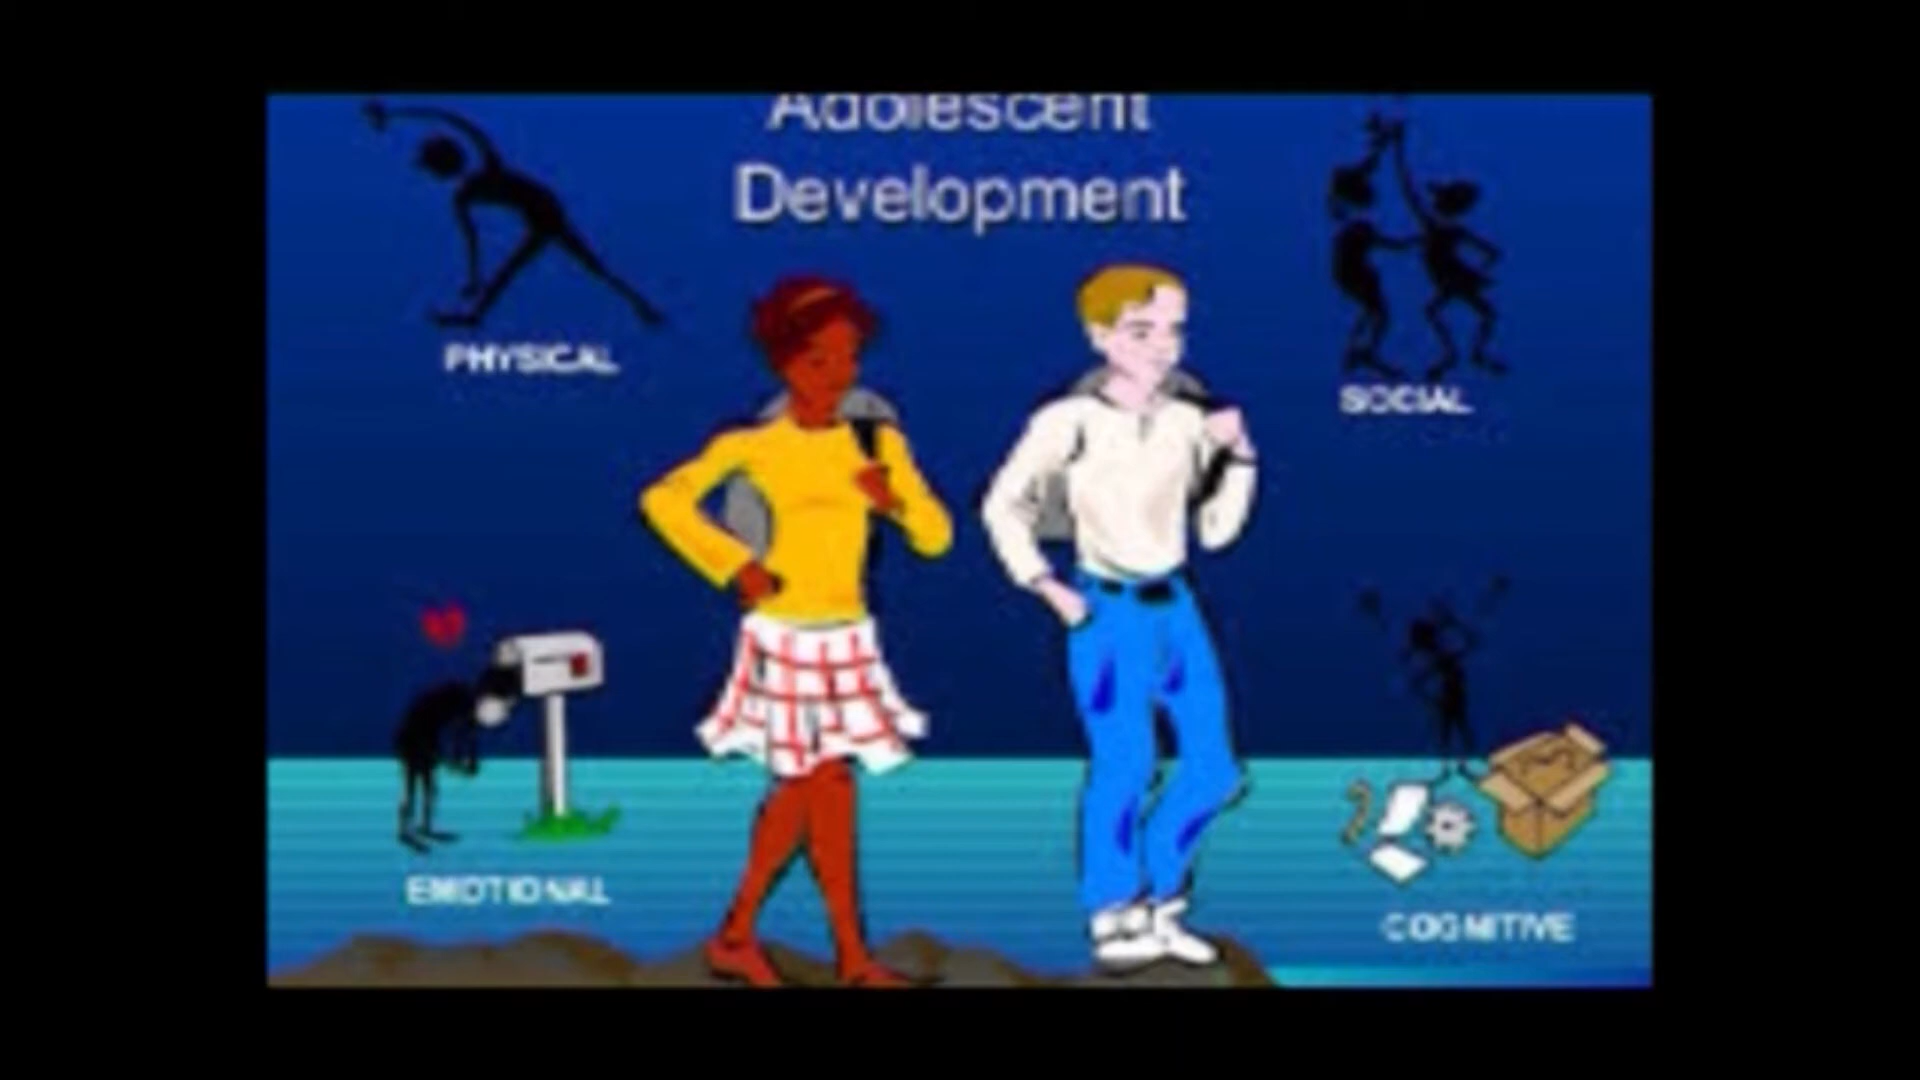 Adolescent
Development
PHYSICAL
SOCIAL
EMOTIONAL
COGNITIVE